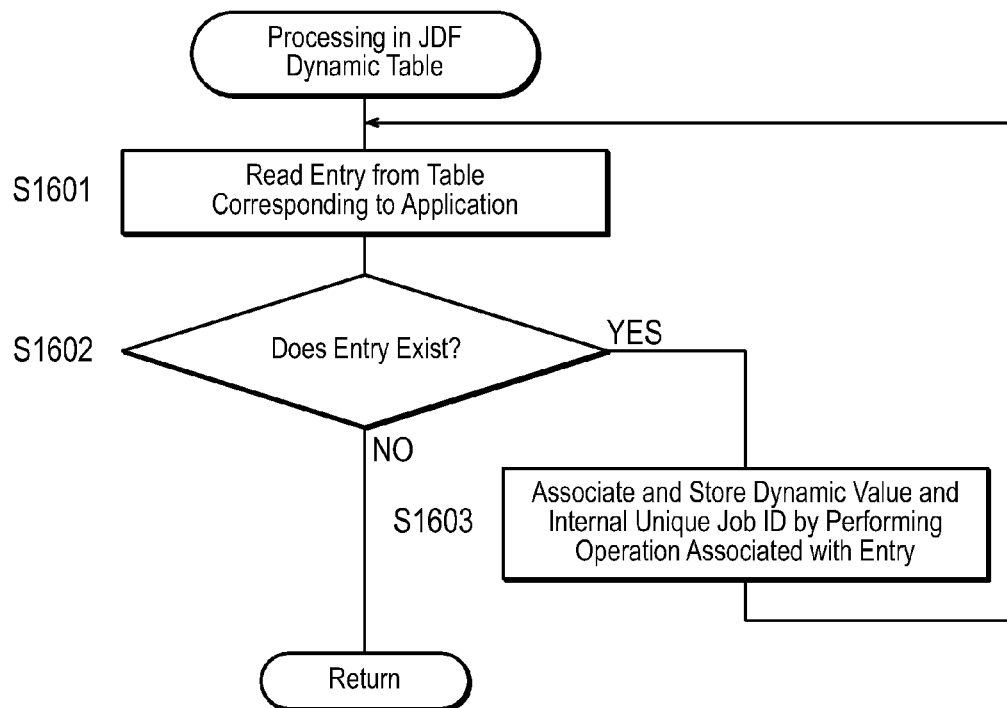 Processing in JDF
Dynamic Table
S1601
Read Entry from Table
Corresponding to Application
S1602
Does Entry Exist?
YES
NO
S1603
Associate and Store Dynamic Value and
Internal Unique Job ID by Performing
Operation Associated with Entry
Return